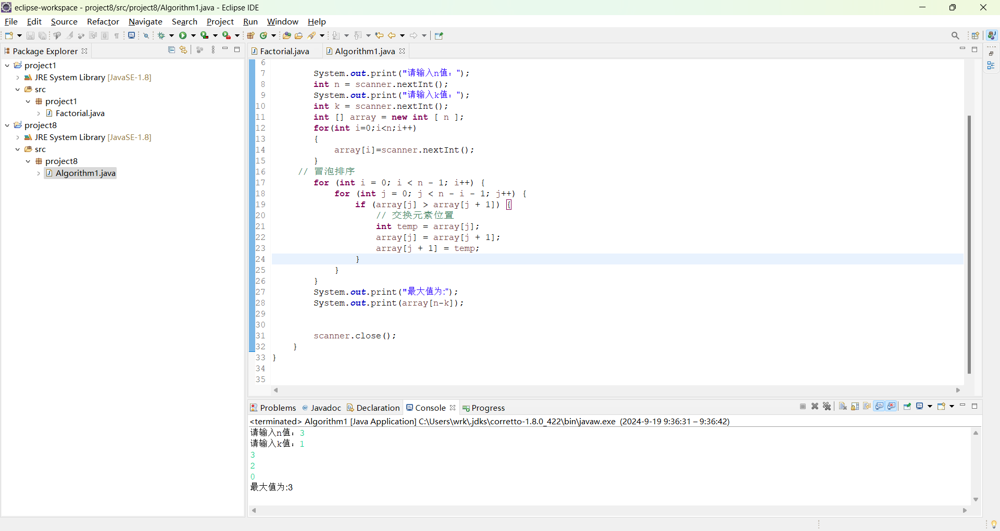 eclipse-workspace - project8/src/project8/Algorithm1.java - Eclipse IDE
File Edit Source Refactor Navigate Search Project Run Window Help
Package Explorer
project1
JRE System Library [JavaSE-1.8]
src
project1
Factorial.java
project8
JRE System Library [JavaSE-1.8]
src
project8
Algorithm1.java
Factorial.java Algorithm1.java
6
7 System.out.print("请输入n值：");
8 int n = scanner.nextInt();
9 System.out.print("请输入k值：");
10 int k = scanner.nextInt();
11 int [] array = new int [ n ];
12 for(int i=0;i<n;i++)
13 {
14 array[i]=scanner.nextInt();
15 }
16 // 冒泡排序
17 for (int i = 0; i < n - 1; i++) {
18 for (int j = 0; j < n - i - 1; j++) {
19 if (array[j] > array[j + 1]) {
20 // 交换元素位置
21 int temp = array[j];
22 array[j] = array[j + 1];
23 array[j + 1] = temp;
24 }
25 }
26 }
27 System.out.print("最大值为:");
28 System.out.print(array[n-k]);
29
30
31 scanner.close();
32 }
33 }
34
35
Problems Javadoc Declaration Console Progress
<terminated> Algorithm1 [Java Application] C:\Users\wrk\.jdks\corretto-1.8.0_422\bin\javaw.exe (2024-9-19 9:36:31 – 9:36:42)
请输入n值：3
请输入k值：1
3
2
0
最大值为:3